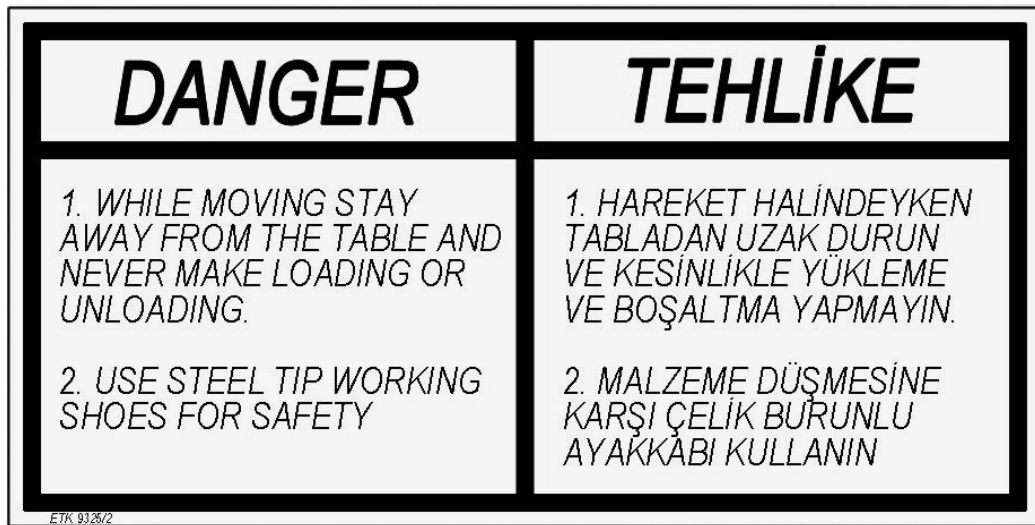 DANGER
1. WHILE MOVING STAY
AWAY FROM THE TABLE AND
NEVER MAKE LOADING OR
UNLOADING.
2. USE STEEL TIP WORKING
SHOES FOR SAFETY
TEHLİKE
1. HAREKET HALİNDEYKEN
TABLADAN UZAK DURUN
VE KESİNLİKLE YÜKLEME
VE BOŞALTMA YAPMAYIN.
2. MALZEME DÜŞMESİNE
KARŞI ÇELİK BURUNLU
AYAKKABI KULLANIN
ETK 9325/2